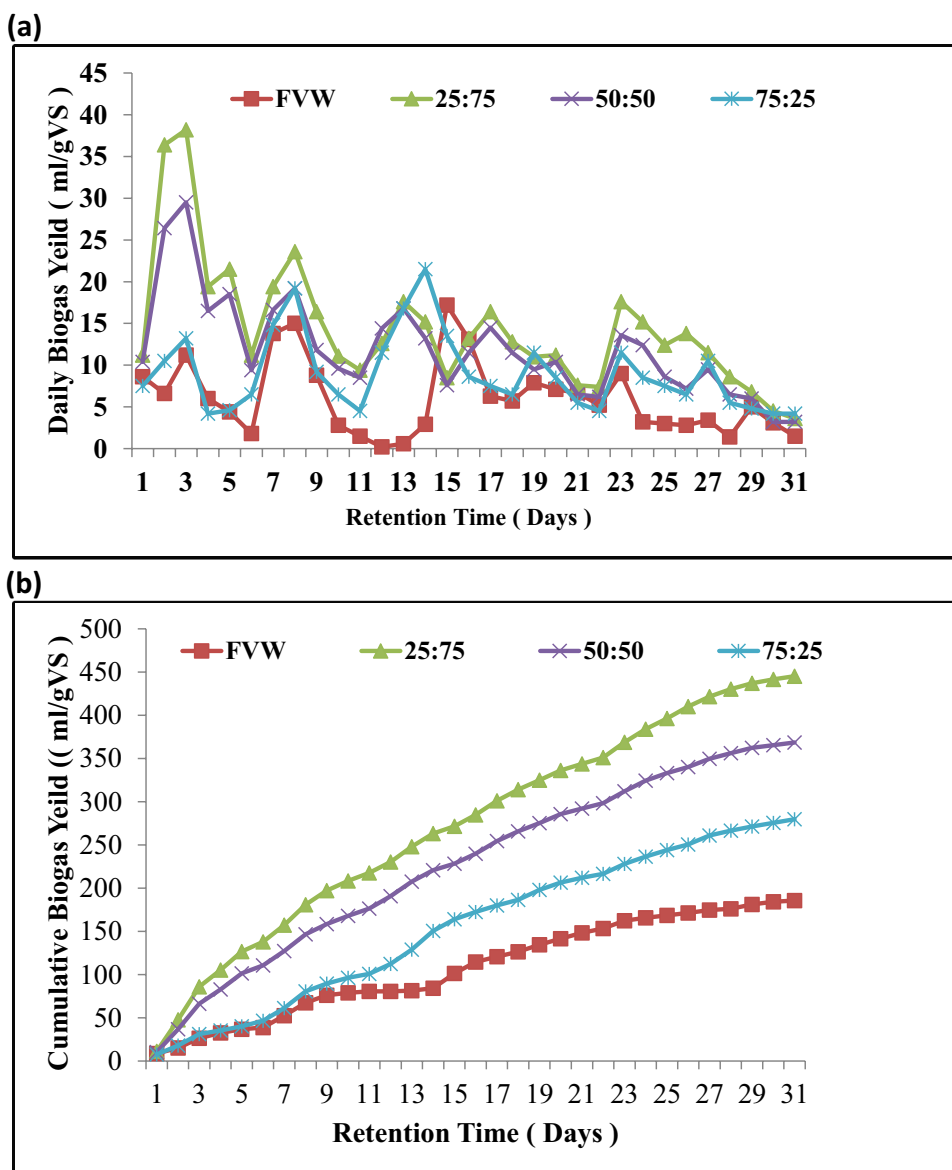 (a)
FVW 25:75 50:50 75:25
Daily Biogas Yeild ( ml/gVS )
45
40
35
30
25
20
15
10
5
0
1 3 5 7 9 11 13 15 17 19 21 23 25 27 29 31
Retention Time ( Days )
(b)
FVW 25:75 50:50 75:25
Cumulative Biogas Yeild (( ml/gVS )
500
450
400
350
300
250
200
150
100
50
0
1 3 5 7 9 11 13 15 17 19 21 23 25 27 29 31
Retention Time ( Days )